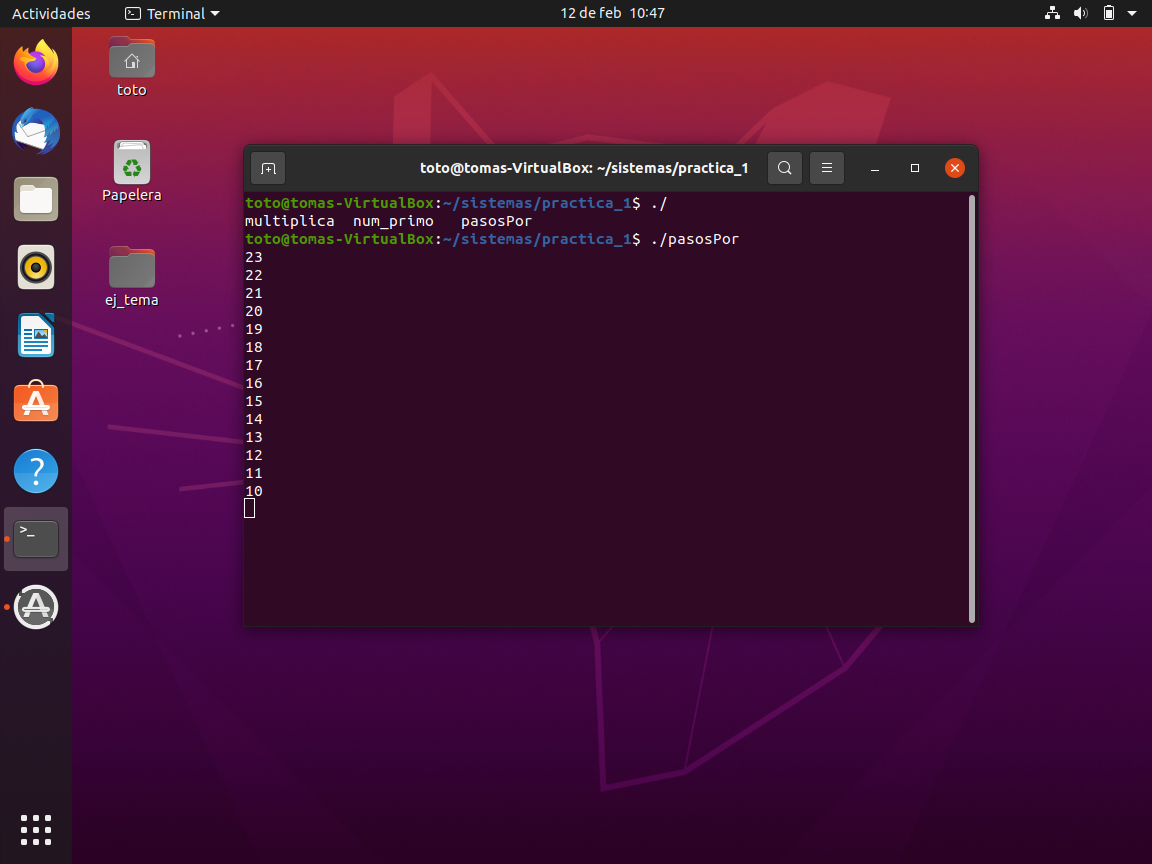 Actividades Terminal 12 de feb 10:47
toto
Papelera
ej_tema
toto@tomas-VirtualBox: ~/sistemas/practica_1
toto@tomas-VirtualBox:~/sistemas/practica_1$ ./
multiplica num_primo pasosPor
toto@tomas-VirtualBox:~/sistemas/practica_1$ ./pasosPor
23
22
21
20
19
18
17
16
15
14
13
12
11
10